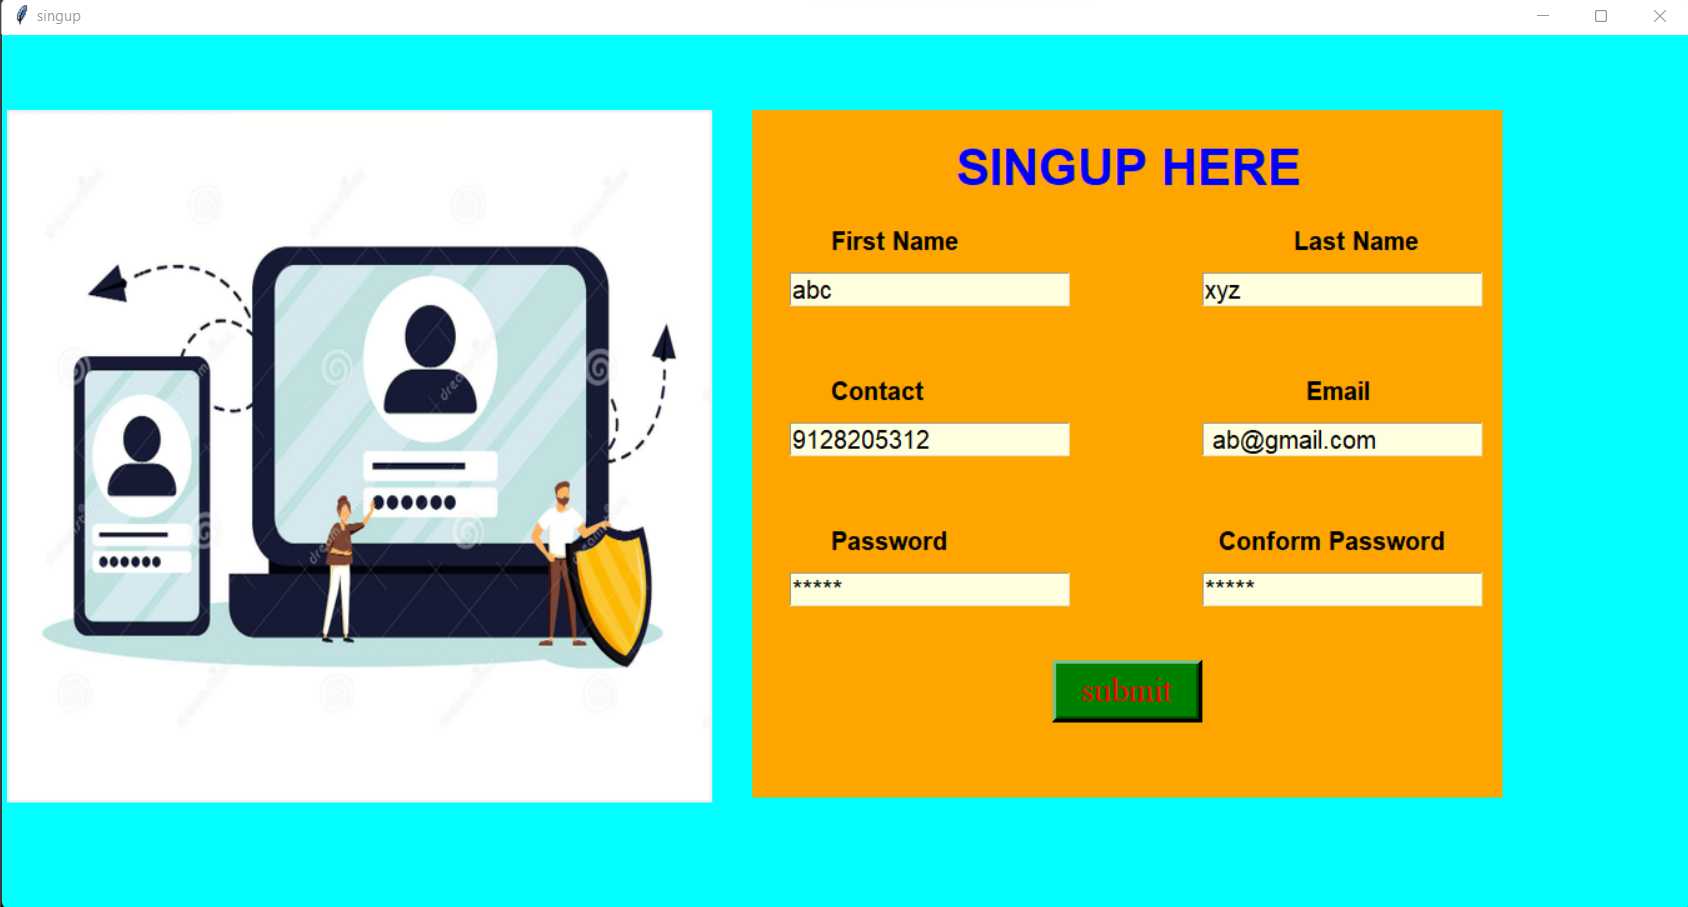 singup
SINGUP HERE
First Name Last Name
abc xyz
Contact Email
9128205312 ab@gmail.com
Password Conform Password
***** *****
submit